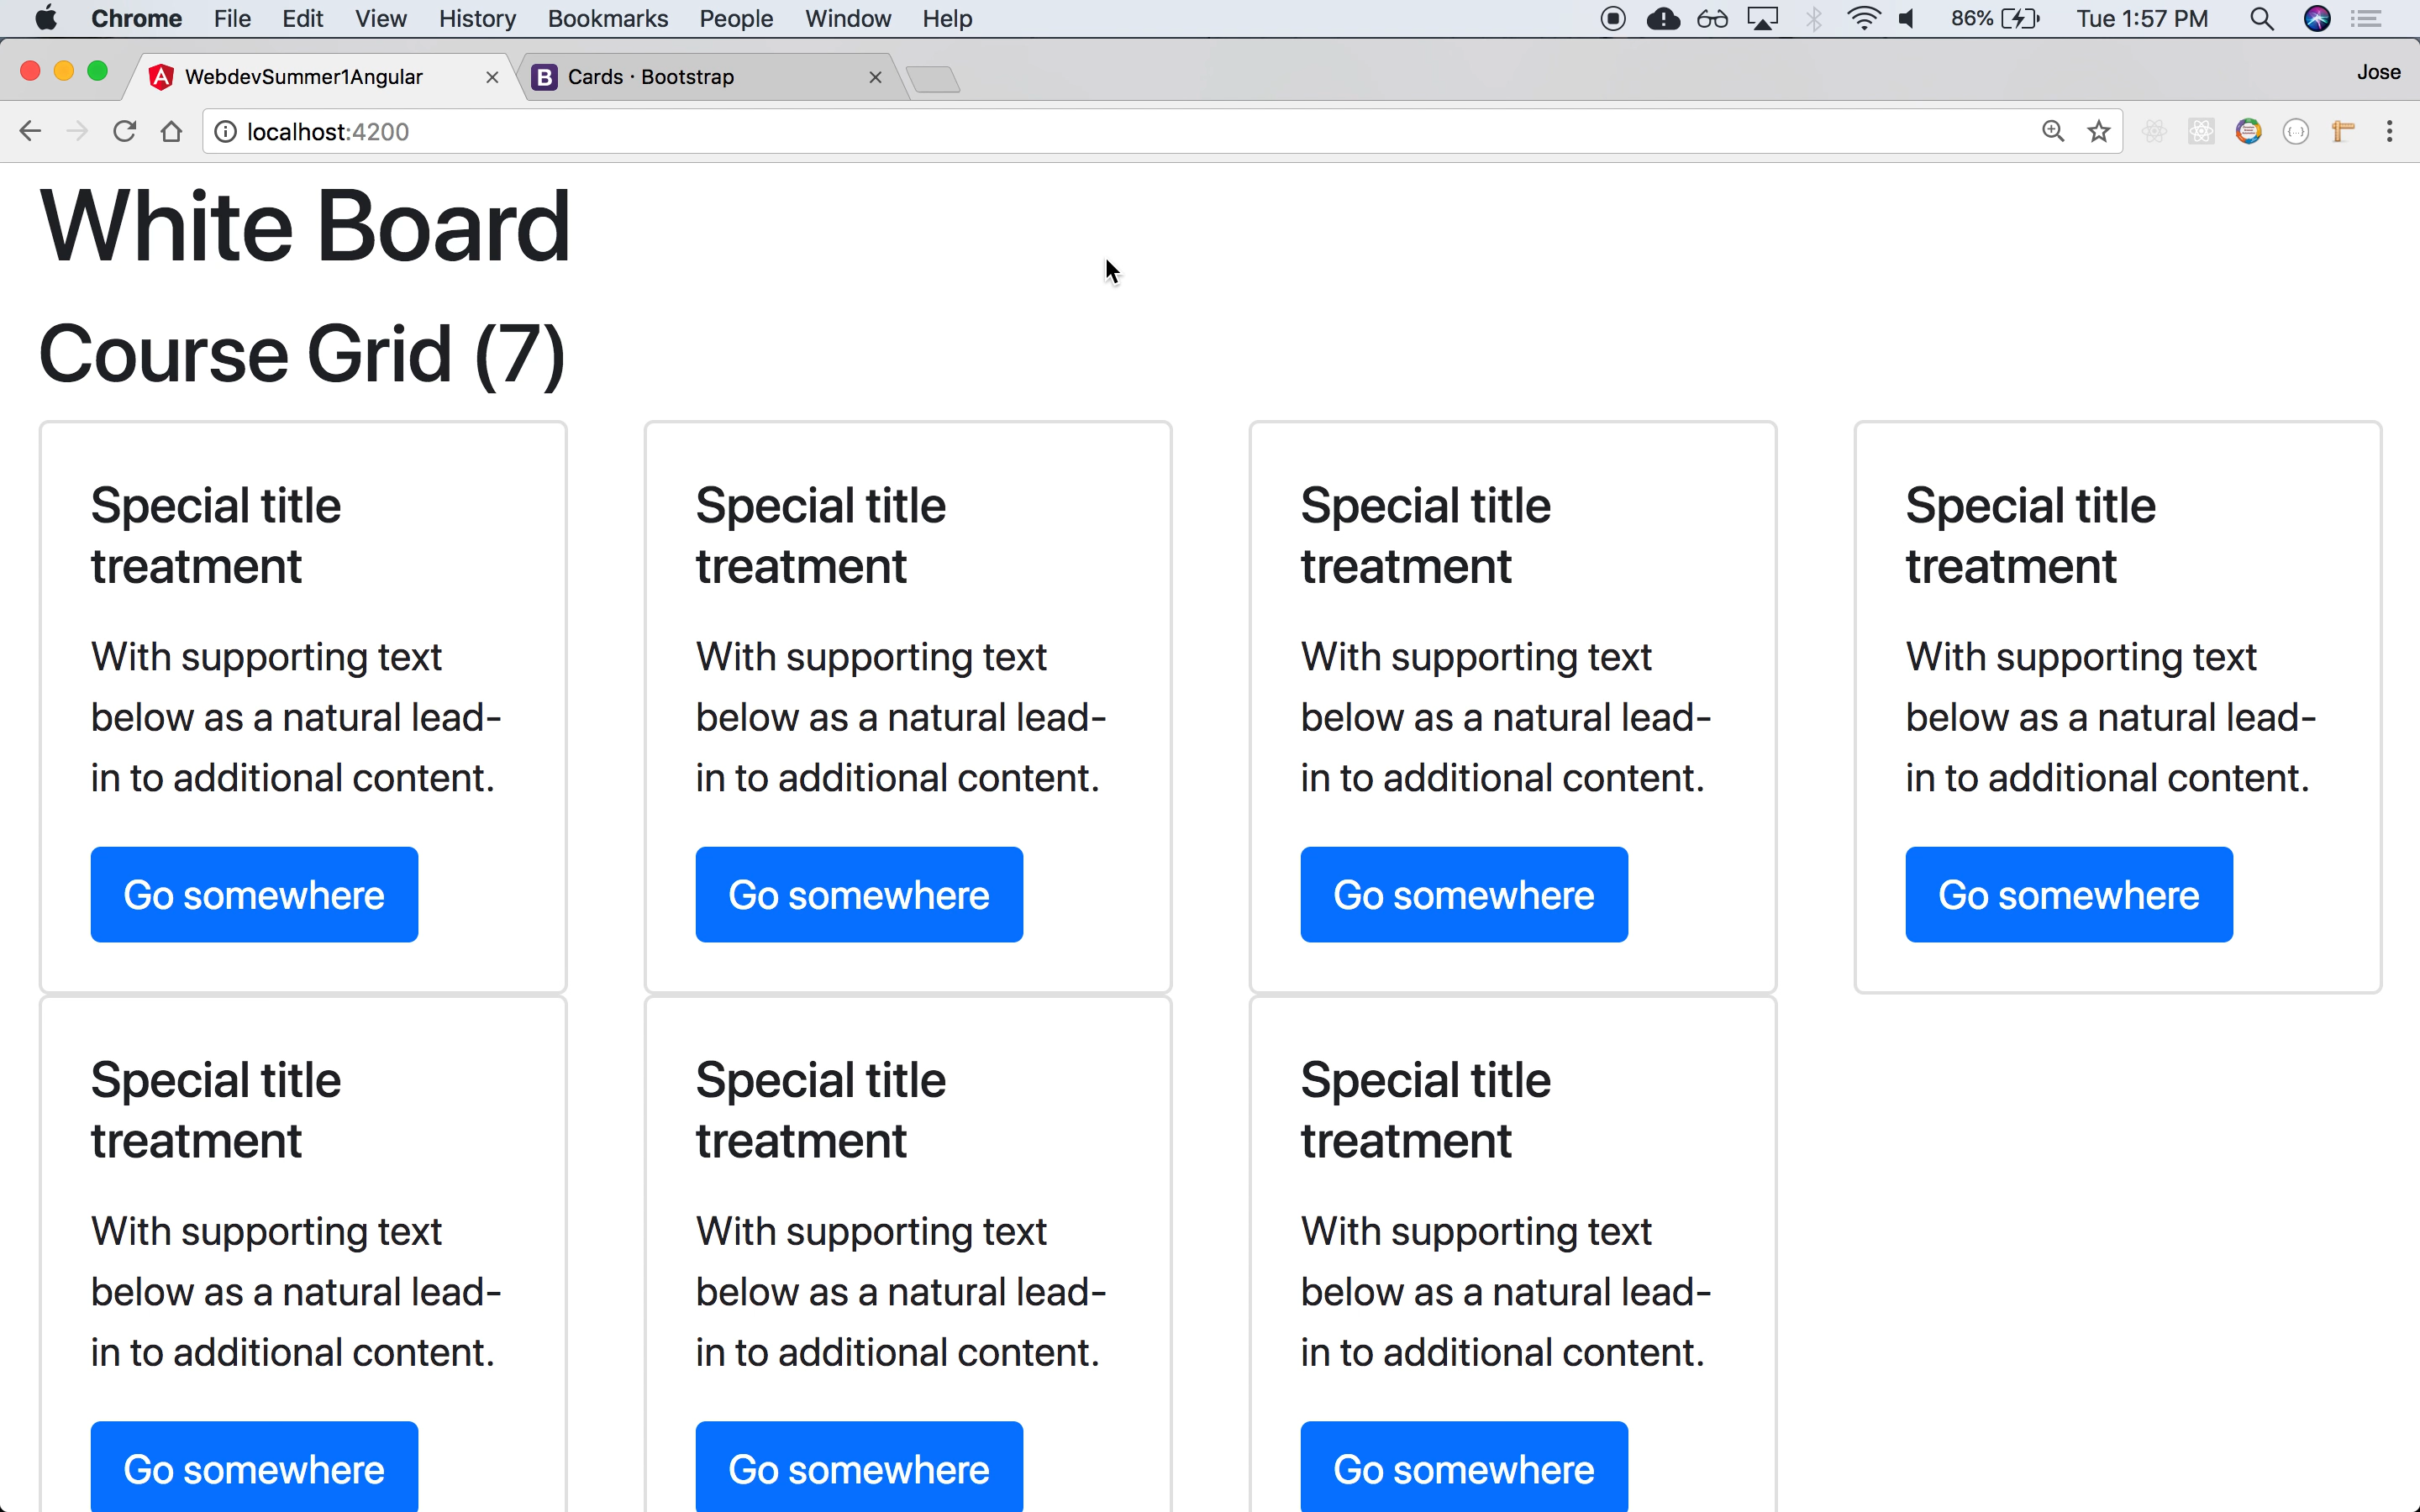 Chrome File Edit View History Bookmarks People Window Help 86% Tue 1:57 PM
WebdevSummer1Angular Cards · Bootstrap Jose
localhost:4200
White Board
Course Grid (7)
Special title Special title Special title Special title
treatment treatment treatment treatment
With supporting text With supporting text With supporting text With supporting text
below as a natural lead- below as a natural lead- below as a natural lead- below as a natural lead-
in to additional content. in to additional content. in to additional content. in to additional content.
Go somewhere Go somewhere Go somewhere Go somewhere
Special title Special title Special title
treatment treatment treatment
With supporting text With supporting text With supporting text
below as a natural lead- below as a natural lead- below as a natural lead-
in to additional content. in to additional content. in to additional content.
Go somewhere Go somewhere Go somewhere